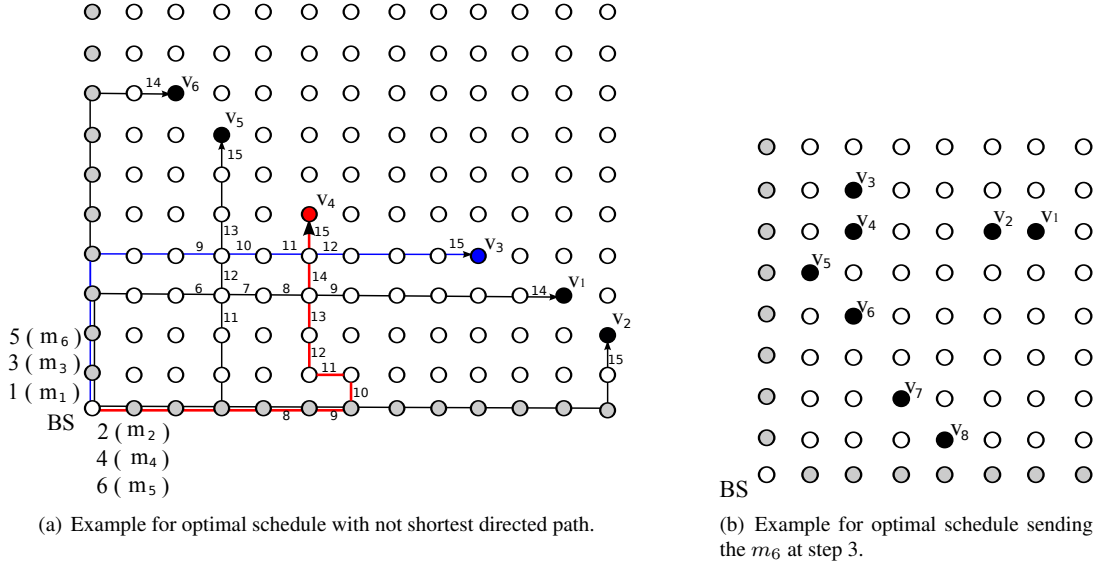 14 v6
v5
15
v4
v3
v4
13 15
v5
v2 v1
9 10 11 12 15 v3
v3
12 14
6 7 8 9 14 v1
v6
11 13
v2
5 ( m6 )
12 15
3 ( m3 )
11
v7
1 ( m1 )
10
v8
BS 8 9
2 ( m2 )
4 ( m4 )
6 ( m5 )
BS
(a) Example for optimal schedule with not shortest directed path.
(b) Example for optimal schedule sending
the m6 at step 3.